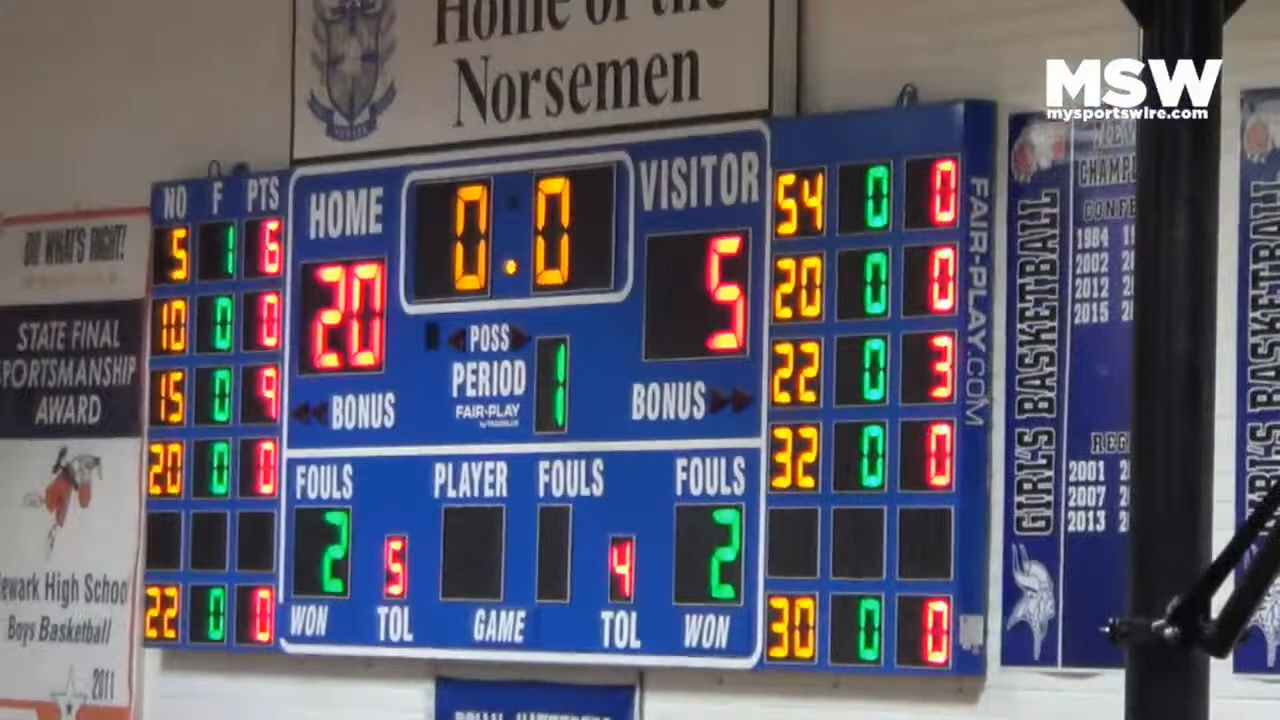 Home of the
Norsemen
MSW
mysportswire.com
DO WHAT'S RIGHT!
STATE FINAL
SPORTSMANSHIP
AWARD
Newark High School
Boys Basketball
2011
NO F PTS
5 1 6
10 0 0
15 0 9
20 0 0
22 0 0
HOME
20
0.0
VISITOR
5
POSS
PERIOD 1
FAIR-PLAY
BONUS
BONUS
FOULS PLAYER FOULS FOULS
2 5 4 2
WON TOL GAME TOL WON
54 0 0
20 0 0
22 0 3
32 0 0
30 0 0
FAIR-PLAY.COM
GIRL'S BASKETBALL
1984
2002
2012
2015
2001
2007
2013